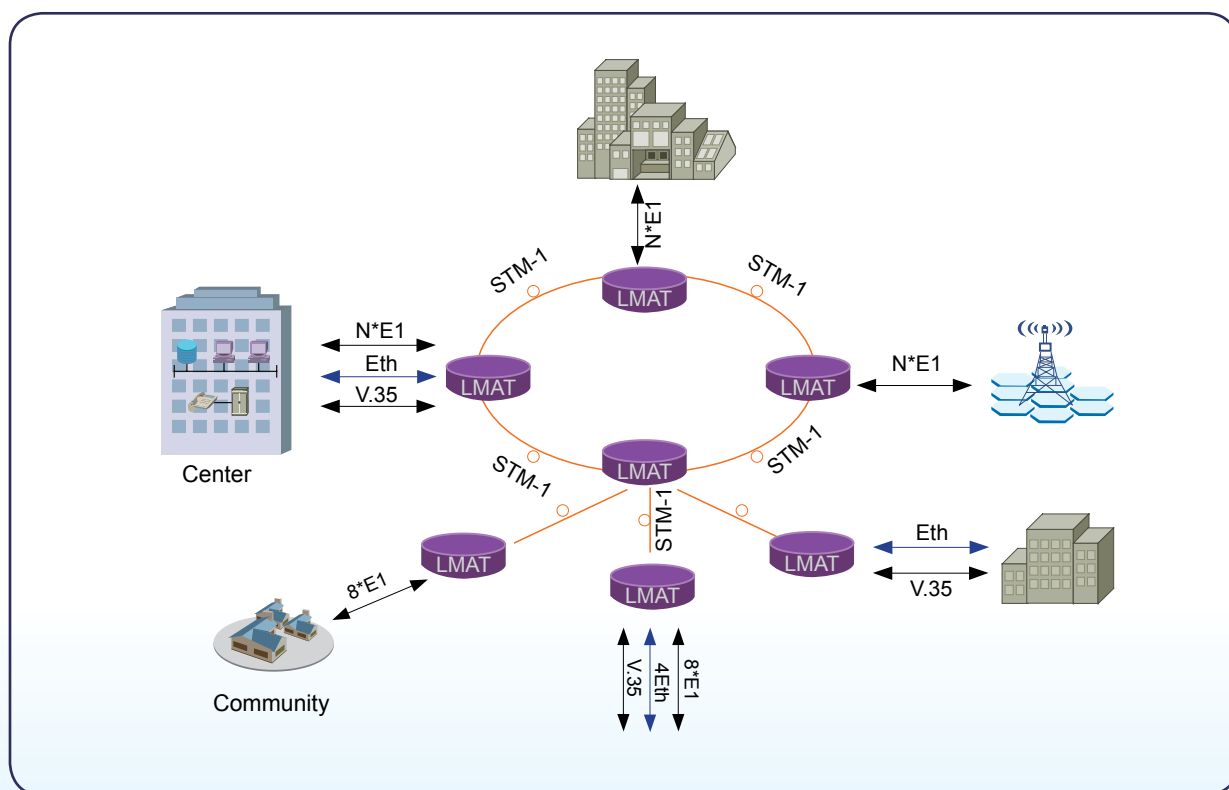 N*E1
STM-1
STM-1
LMAT
N*E1
Eth
V.35
LMAT
LMAT
N*E1
Center
STM-1
LMAT
STM-1
STM-1
LMAT
LMAT
Eth
V.35
8*E1
LMAT
Community
V.35
4Eth
8*E1